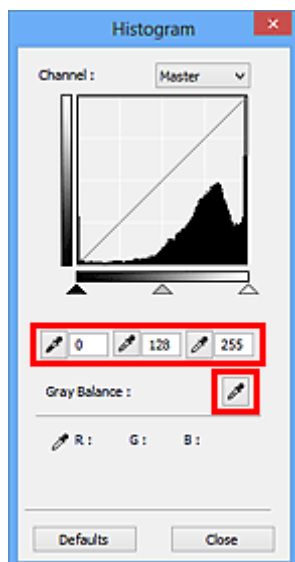 Histogram
Channel : Master
0 128 255
Gray Balance :
R : G : B :
Defaults Close